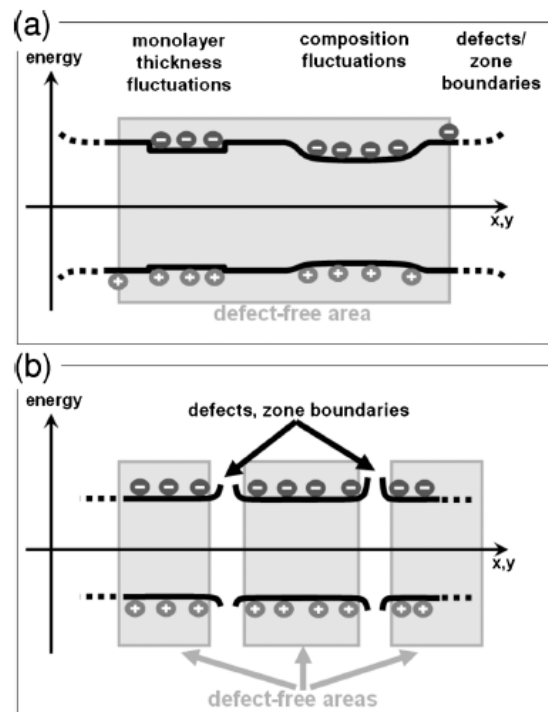 (a)
energy
monolayer
thickness
fluctuations
composition
fluctuations
defects/
zone
boundaries
− − − − − − − −
x,y
+ + + + + + + +
defect-free area
(b)
energy
defects, zone boundaries
− − − − − − − − −
x,y
+ + + + + + + + +
defect-free areas